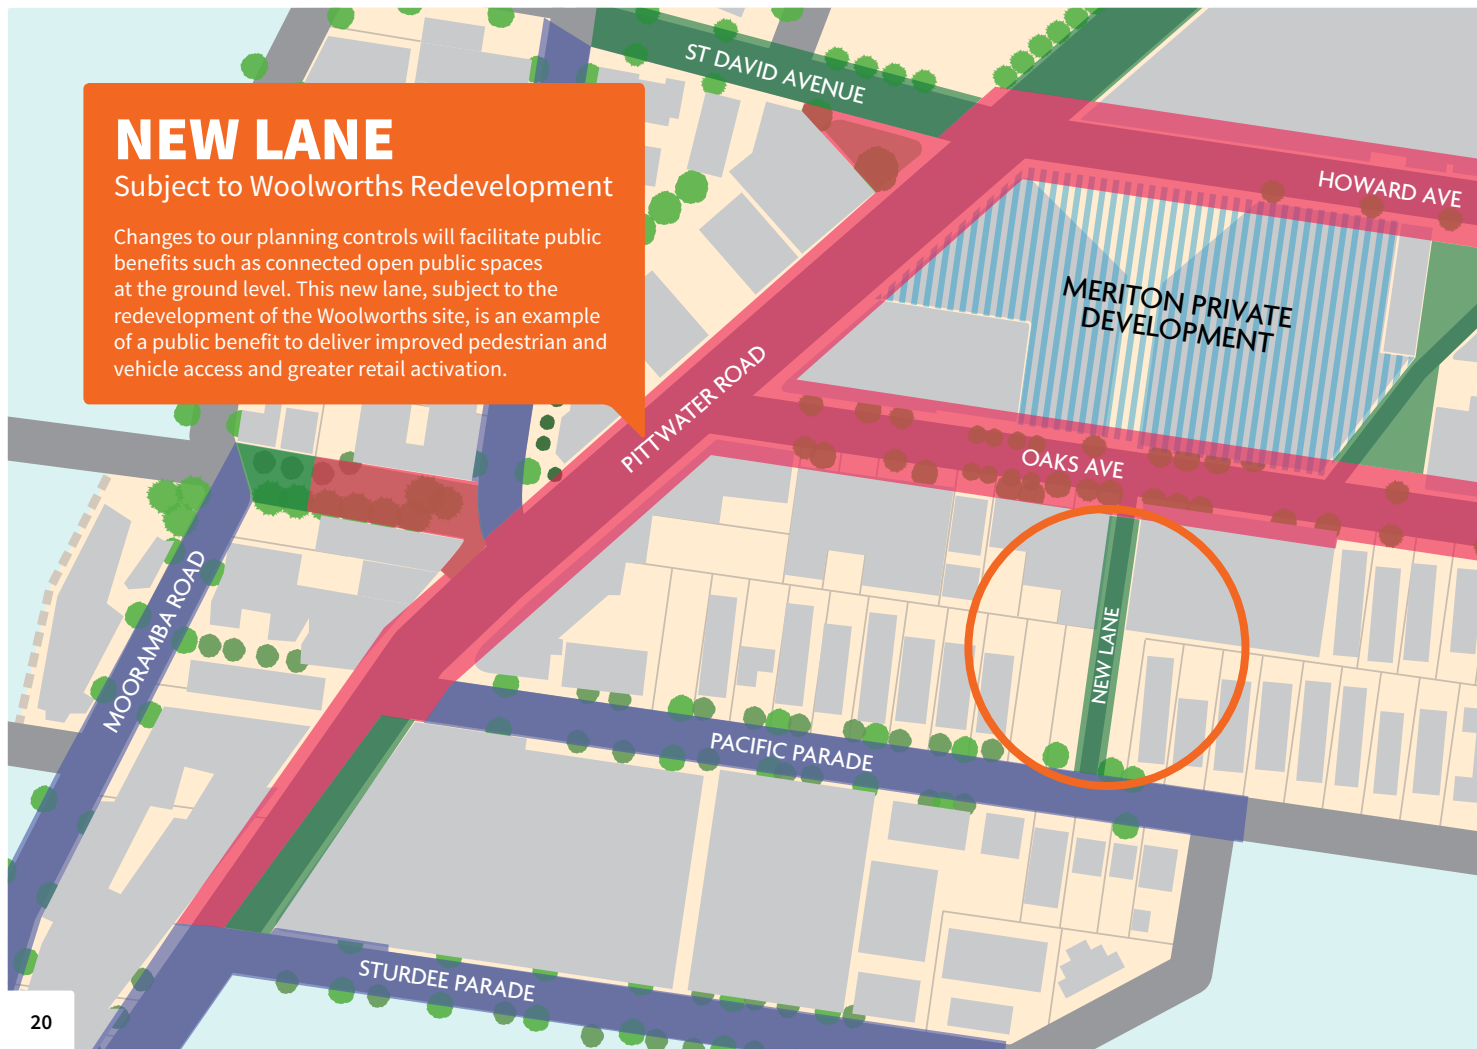 ST DAVID AVENUE
NEW LANE
Subject to Woolworths Redevelopment
Changes to our planning controls will facilitate public
benefits such as connected open public spaces
at the ground level. This new lane, subject to the
redevelopment of the Woolworths site, is an example
of a public benefit to deliver improved pedestrian and
vehicle access and greater retail activation.
HOWARD AVE
MERITON PRIVATE
DEVELOPMENT
PITTWATER ROAD
OAKS AVE
MOORAMBA ROAD
NEW LANE
PACIFIC PARADE
STURDEE PARADE
20